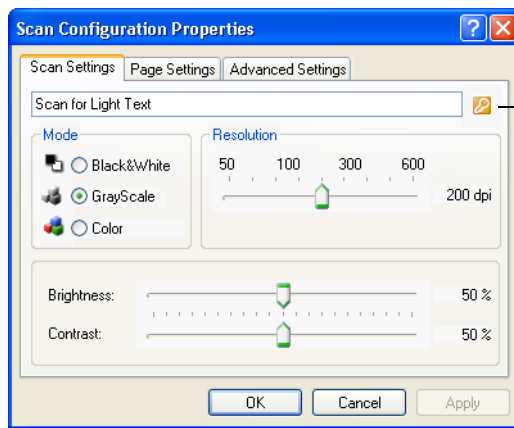 Scan Configuration Properties
Scan Settings Page Settings Advanced Settings
Scan for Light Text
Mode Resolution
50 100 300 600
Black&White
GrayScale 200 dpi
Color
Brightness: 50 %
Contrast: 50 %
OK Cancel Apply